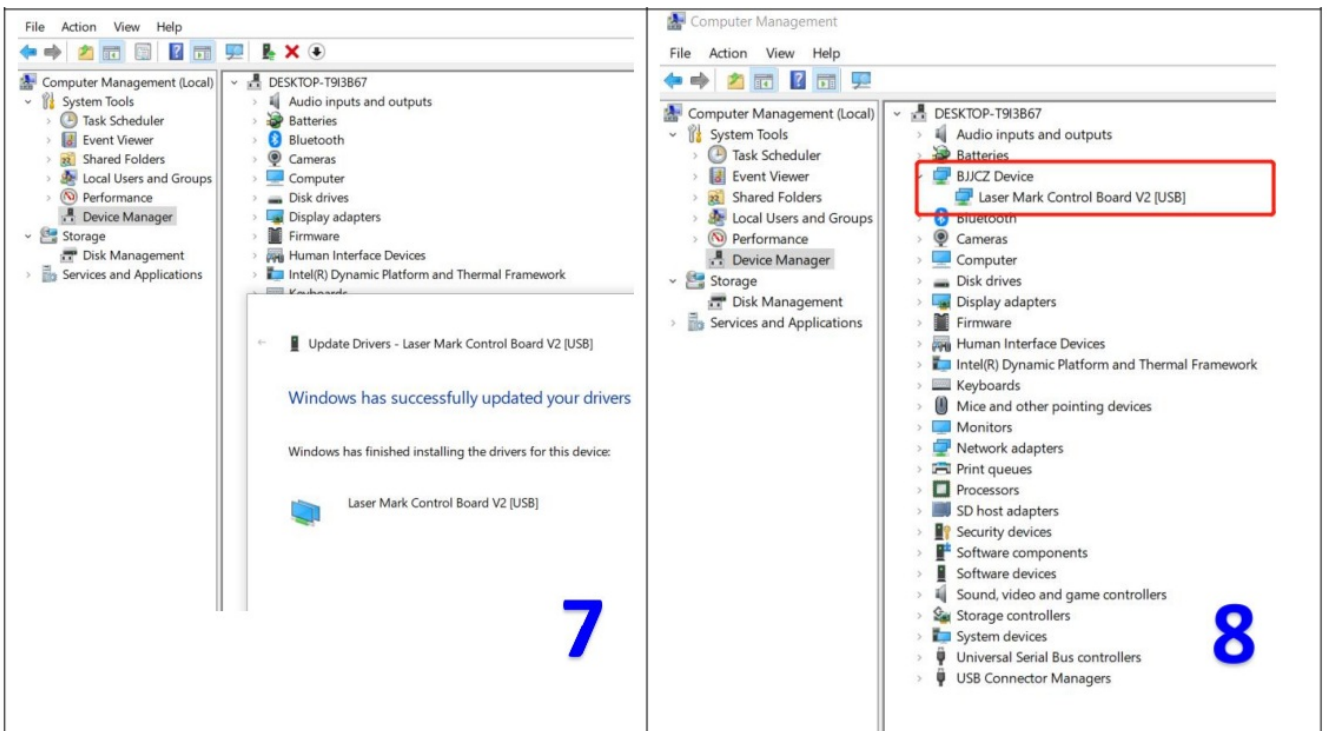 File Action View Help
Computer Management (Local)
System Tools
Task Scheduler
Event Viewer
Shared Folders
Local Users and Groups
Performance
Device Manager
Storage
Disk Management
Services and Applications
DESKTOP-T9I3B67
Audio inputs and outputs
Batteries
Bluetooth
Cameras
Computer
Disk drives
Display adapters
Firmware
Human Interface Devices
Intel(R) Dynamic Platform and Thermal Framework
Keyboards
Update Drivers - Laser Mark Control Board V2 [USB]
Windows has successfully updated your drivers
Windows has finished installing the drivers for this device:
Laser Mark Control Board V2 [USB]
7
Computer Management
File Action View Help
Computer Management (Local)
System Tools
Task Scheduler
Event Viewer
Shared Folders
Local Users and Groups
Performance
Device Manager
Storage
Disk Management
Services and Applications
DESKTOP-T9I3B67
Audio inputs and outputs
Batteries
BJJCZ Device
Laser Mark Control Board V2 [USB]
Bluetooth
Cameras
Computer
Disk drives
Display adapters
Firmware
Human Interface Devices
Intel(R) Dynamic Platform and Thermal Framework
Keyboards
Mice and other pointing devices
Monitors
Network adapters
Print queues
Processors
SD host adapters
Security devices
Software components
Software devices
Sound, video and game controllers
Storage controllers
System devices
Universal Serial Bus controllers
USB Connector Managers
8